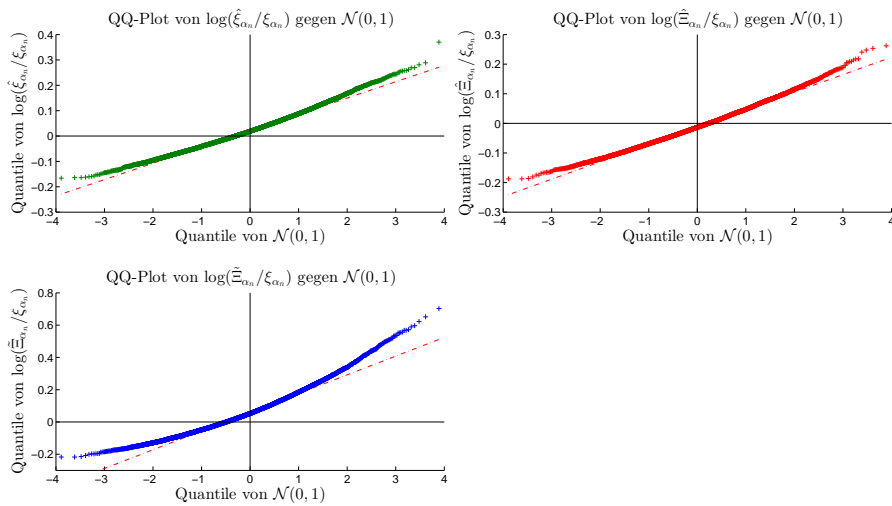 QQ-Plot von log(ξ̂_{α_n}/ξ_{α_n}) gegen 𝒩(0, 1)
Quantile von log(ξ̂_{α_n}/ξ_{α_n})
0.4
0.3
0.2
0.1
0
−0.1
−0.2
−0.3
−4 −3 −2 −1 0 1 2 3 4
Quantile von 𝒩(0, 1)
QQ-Plot von log(Ξ̂_{α_n}/ξ_{α_n}) gegen 𝒩(0, 1)
Quantile von log(Ξ̂_{α_n}/ξ_{α_n})
0.3
0.2
0.1
0
−0.1
−0.2
−0.3
−4 −3 −2 −1 0 1 2 3 4
Quantile von 𝒩(0, 1)
QQ-Plot von log(Ξ̃_{α_n}/ξ_{α_n}) gegen 𝒩(0, 1)
Quantile von log(Ξ̃_{α_n}/ξ_{α_n})
0.8
0.6
0.4
0.2
0
−0.2
−4 −3 −2 −1 0 1 2 3 4
Quantile von 𝒩(0, 1)